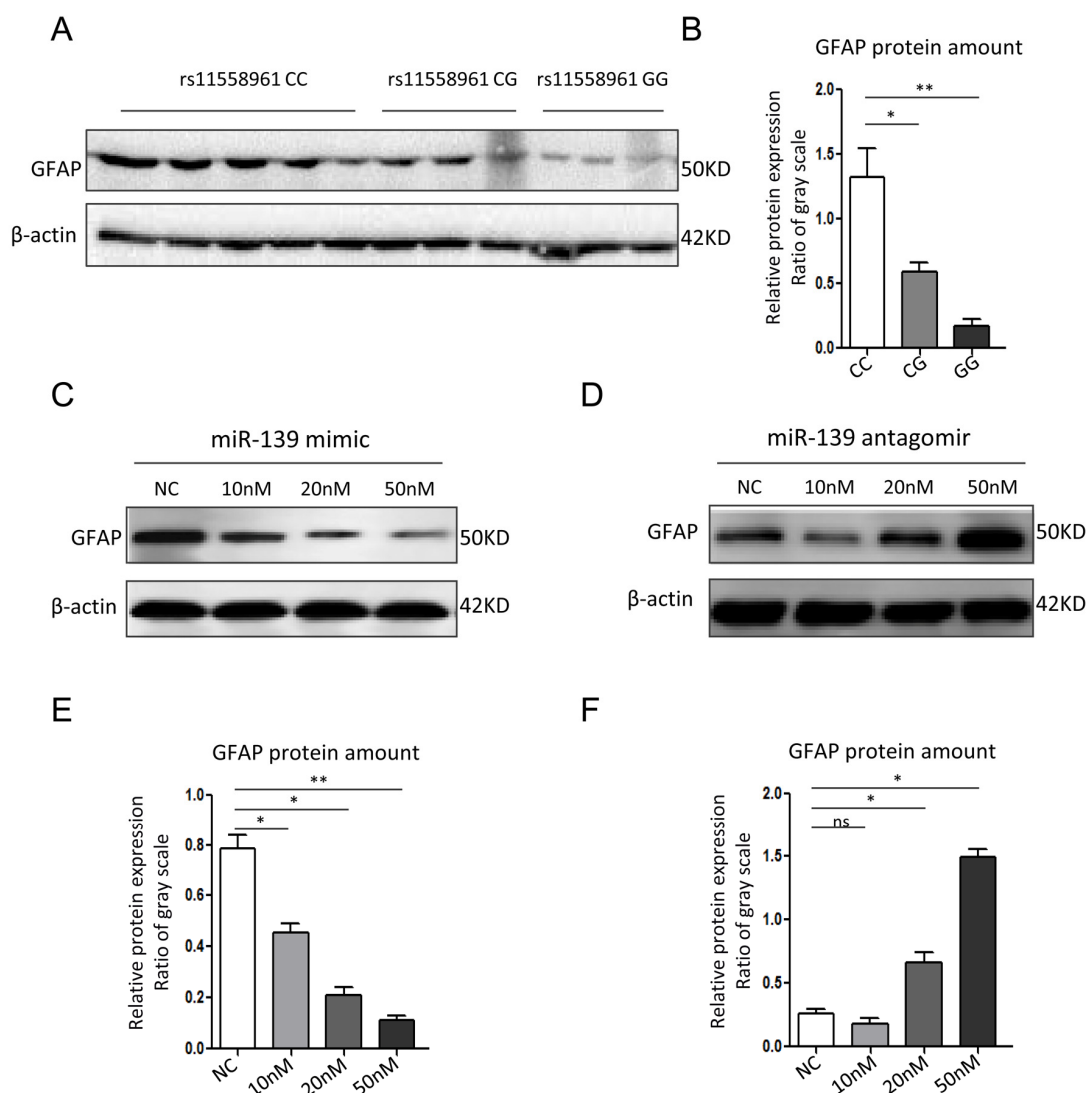 A
rs11558961 CC
rs11558961 CG
rs11558961 GG
GFAP
50KD
β-actin
42KD
B
GFAP protein amount
Relative protein expression
Ratio of gray scale
2.0
1.5
1.0
0.5
0.0
**
*
CC
CG
GG
C
miR-139 mimic
NC
10nM
20nM
50nM
GFAP
50KD
β-actin
42KD
D
miR-139 antagomir
NC
10nM
20nM
50nM
GFAP
50KD
β-actin
42KD
E
GFAP protein amount
Relative protein expression
Ratio of gray scale
1.0
0.8
0.6
0.4
0.2
0.0
**
*
*
NC
10nM
20nM
50nM
F
GFAP protein amount
Relative protein expression
Ratio of gray scale
2.0
1.5
1.0
0.5
0.0
*
*
ns
NC
10nM
20nM
50nM